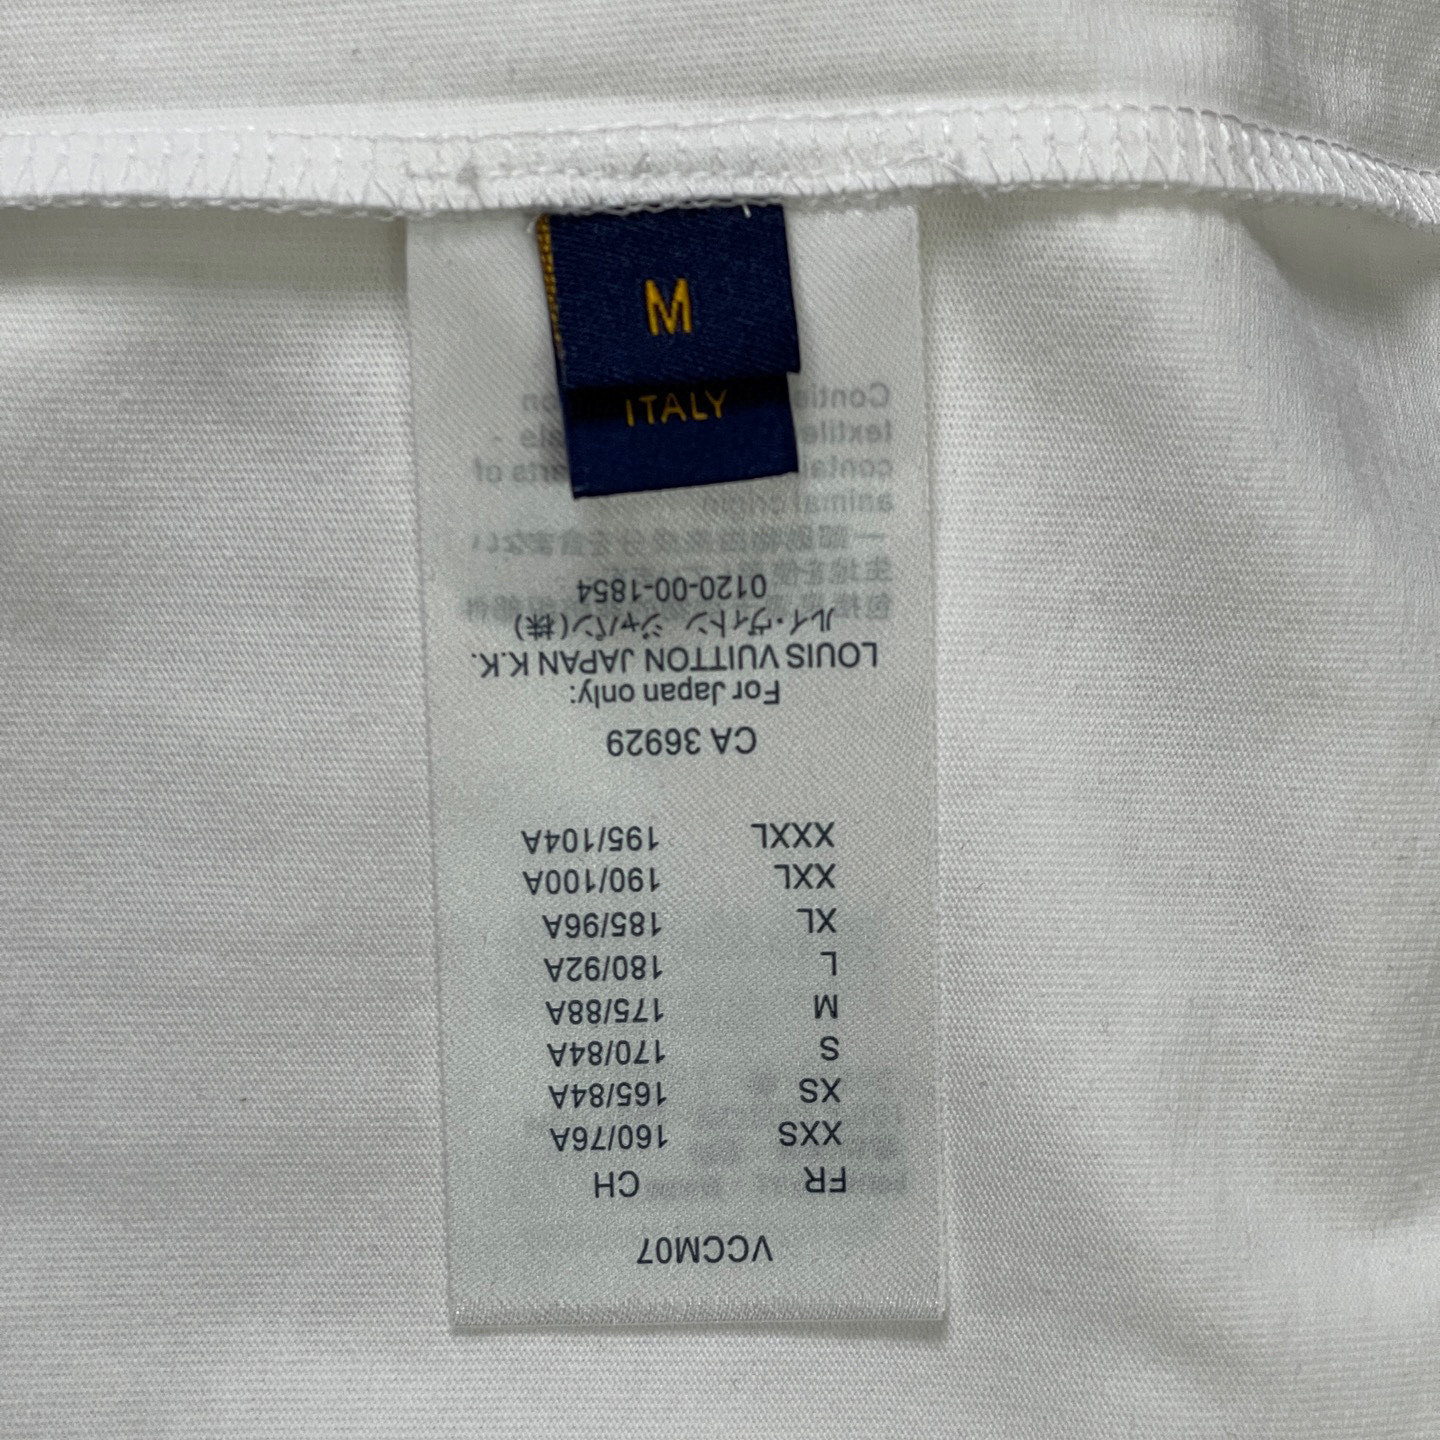 M
ITALY
VCCM07
FR CH
XXS 160/76A
XS 165/84A
S 170/84A
M 175/88A
L 180/92A
XL 185/96A
XXL 190/100A
XXXL 195/104A
CA 36929
For Japan only:
LOUIS VUITTON JAPAN K.K.
ルイ・ヴィトン ジャパン(株)
0120-00-1854
animal origin